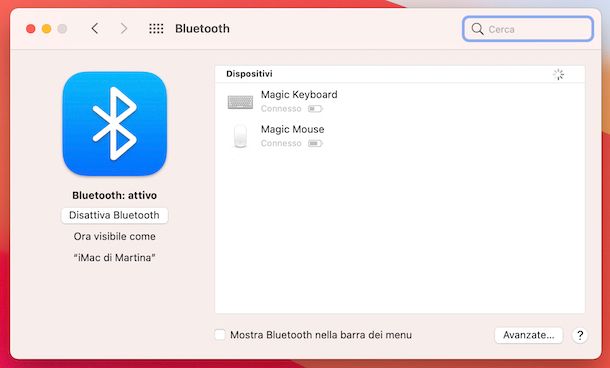 Bluetooth
Cerca
Dispositivi
Magic Keyboard
Connesso
Magic Mouse
Connesso
Bluetooth: attivo
Disattiva Bluetooth
Ora visibile come
“iMac di Martina”
Mostra Bluetooth nella barra dei menu
Avanzate...
?